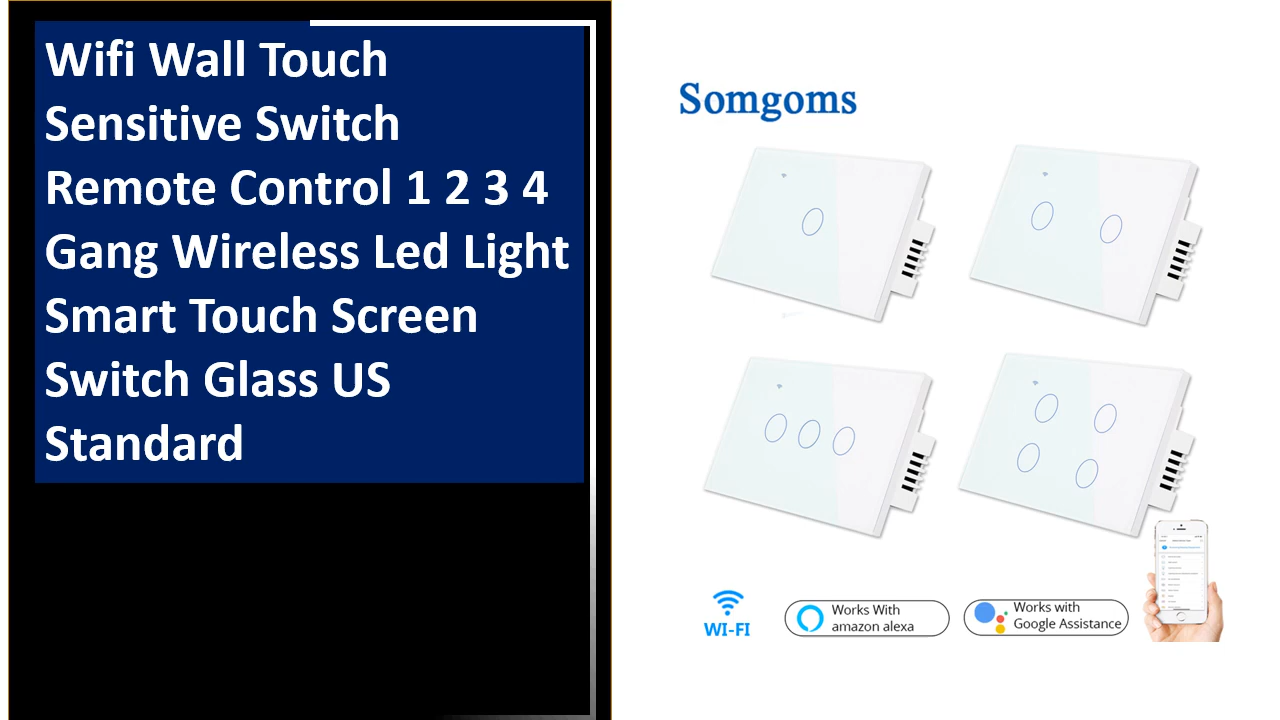 Wifi Wall Touch
Sensitive Switch
Remote Control 1 2 3 4
Gang Wireless Led Light
Smart Touch Screen
Switch Glass US
Standard
Somgoms
WI-FI
Works With
amazon alexa
Works with
Google Assistance